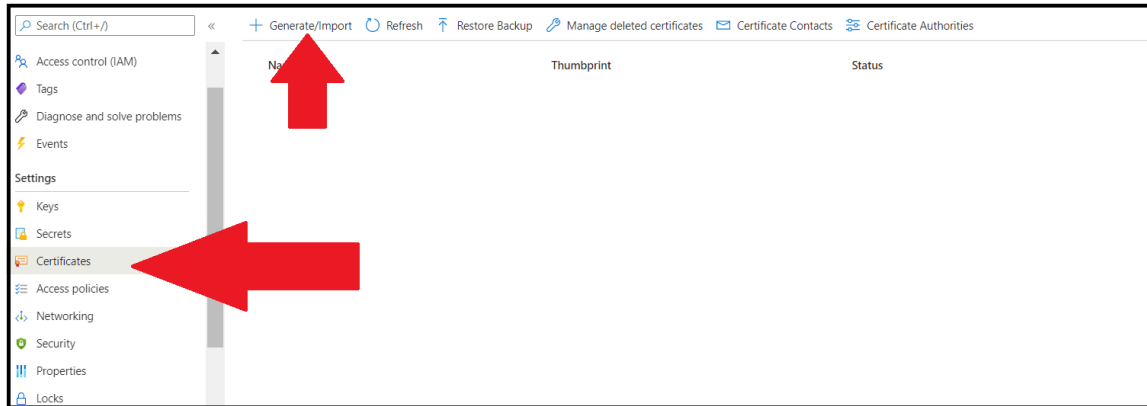 Search (Ctrl+/)
«
Generate/Import Refresh Restore Backup Manage deleted certificates Certificate Contacts Certificate Authorities
Access control (IAM)
Tags
Diagnose and solve problems
Events
Settings
Keys
Secrets
Certificates
Access policies
Networking
Security
Properties
Locks
Thumbprint Status